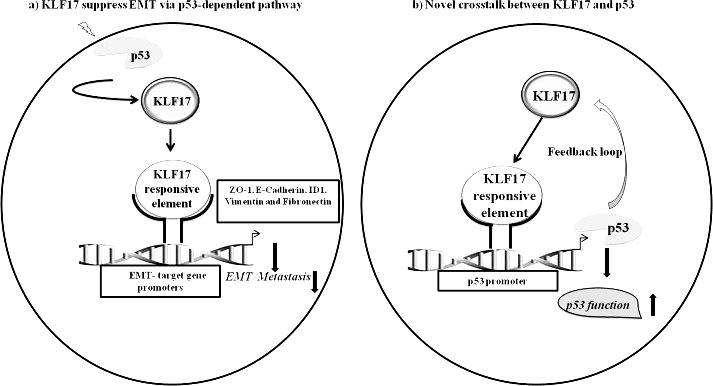 a) KLF17 suppress EMT via p53-dependent pathway
p53
KLF17
KLF17
responsive
element
ZO-1, E-Cadherin, ID1,
Vimentin and Fibronectin
EMT- target gene
promoters
EMT Metastasis
b) Novel crosstalk between KLF17 and p53
KLF17
Feedback loop
KLF17
responsive
element
p53
p53 promoter
p53 function